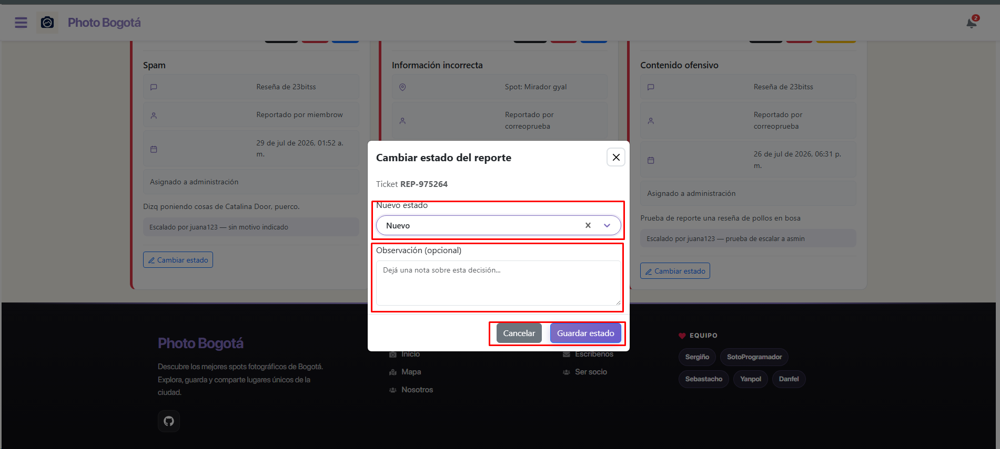 Photo Bogotá
2
Spam
Reseña de 23bitss
Reportado por miembrow
29 de jul de 2026, 01:52 a.
m.
Asignado a administración
Dizq poniendo cosas de Catalina Door, puerco.
Escalado por juana123 — sin motivo indicado
Cambiar estado
Información incorrecta
Spot: Mirador gyal
Reportado por
correoprueba
Contenido ofensivo
Reseña de 23bitss
Reportado por
correoprueba
26 de jul de 2026, 06:31 p.
m.
Asignado a administración
Prueba de reporte una reseña de pollos en bosa
Escalado por juana123 — prueba de escalar a asmin
Cambiar estado
Cambiar estado del reporte
Ticket REP-975264
Nuevo estado
Nuevo
Observación (opcional)
Dejá una nota sobre esta decisión...
Cancelar
Guardar estado
Photo Bogotá
Descubre los mejores spots fotográficos de Bogotá.
Explora, guarda y comparte lugares únicos de la
ciudad.
Inicio
Mapa
Nosotros
Escríbenos
Ser socio
EQUIPO
Sergiño
SotoProgramador
Sebastacho
Yanpol
Danfel